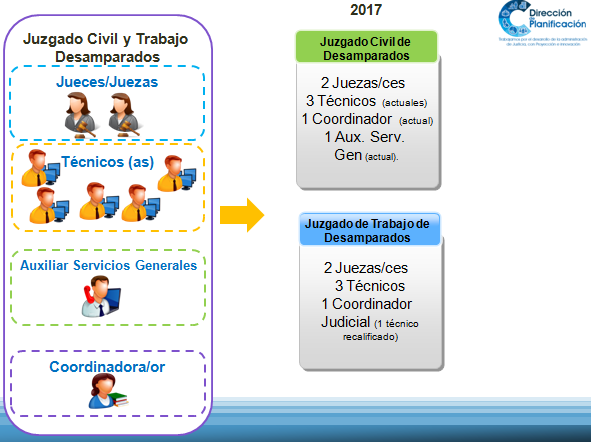 2017
Dirección
de Planificación
Juzgado Civil y Trabajo
Desamparados
Jueces/Juezas
Técnicos (as)
Auxiliar Servicios Generales
Coordinadora/or
Juzgado Civil de
Desamparados
2 Juezas/ces
3 Técnicos (actuales)
1 Coordinador (actual)
1 Aux. Serv.
Gen (actual).
Juzgado de Trabajo de
Desamparados
2 Juezas/ces
3 Técnicos
1 Coordinador
Judicial (1 técnico
recalificado)